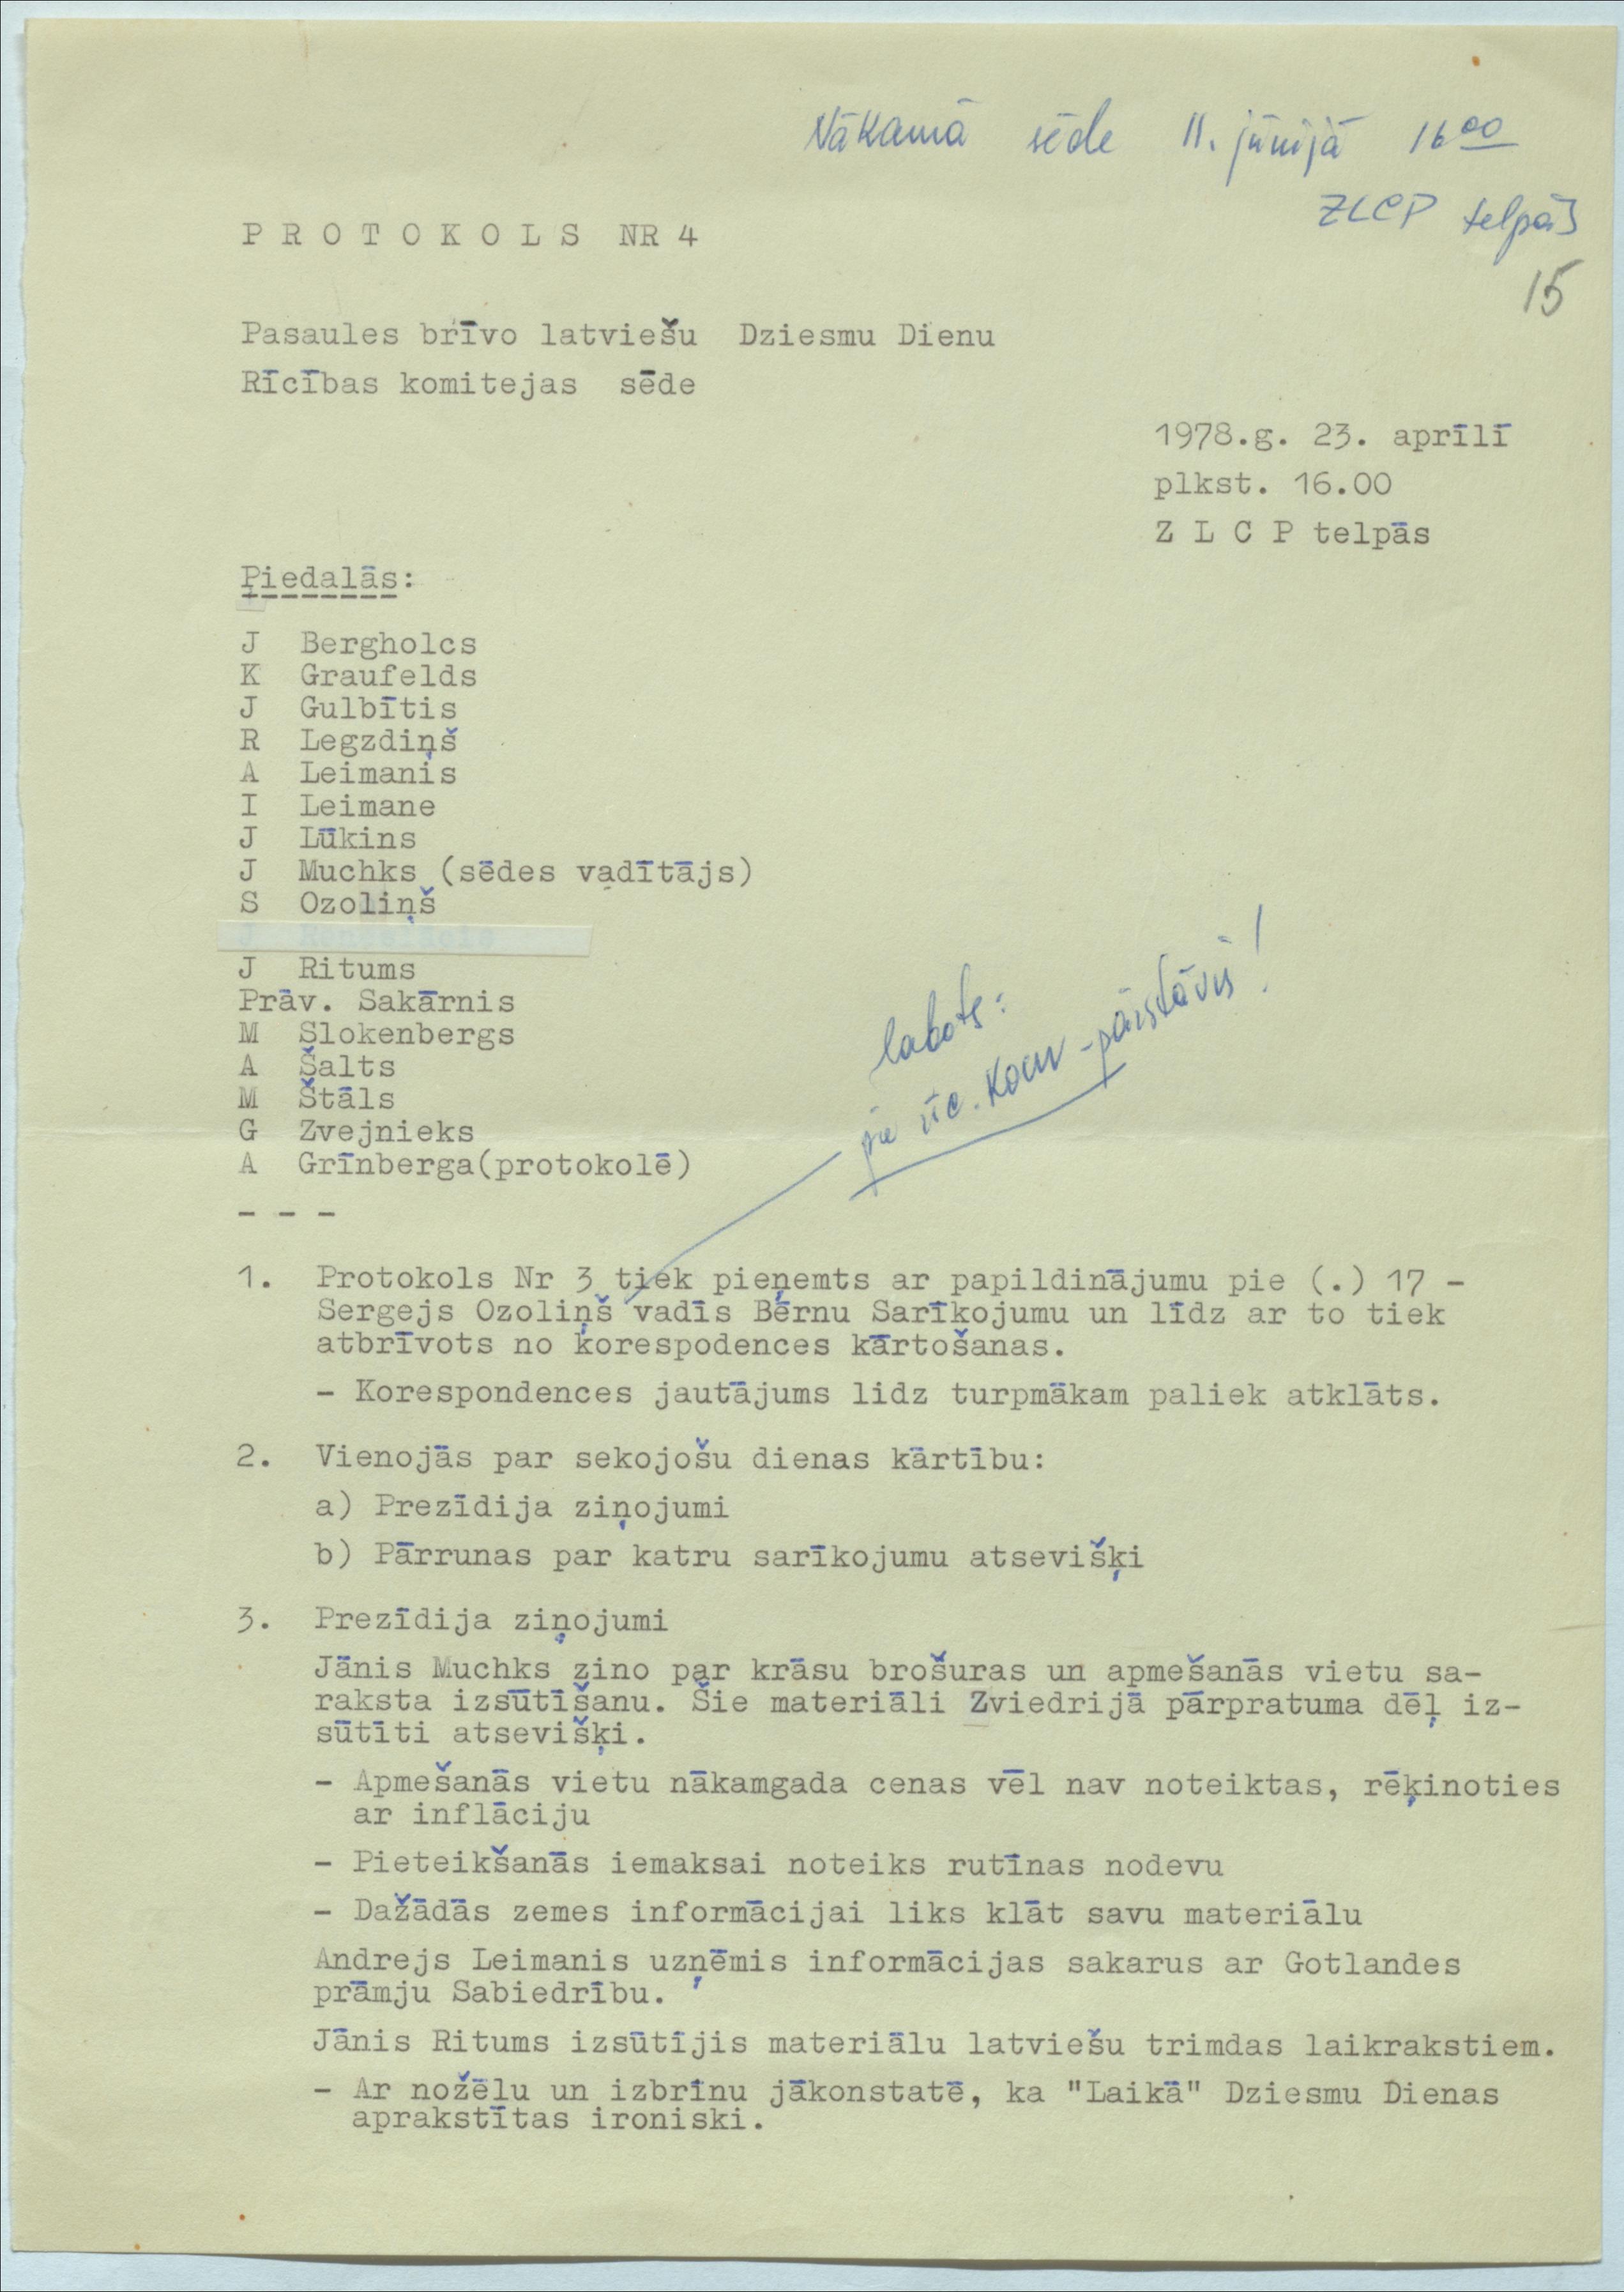 Nākamā sēde 11. jūnijā 16 00
ZLCP telpās
15
P R O T O K O L S NR 4
Pasaules brīvo latviešu Dziesmu Dienu
Rīcības komitejas sēde
1978.g. 23. aprīlī
plkst. 16.00
Z L C P telpās
Piedalās:
J Bergholcs
K Graufelds
J Gulbītis
R Legzdiņš
A Leimanis
I Leimane
J Lūkins
J Muchks (sēdes vadītājs)
S Ozoliņš
J Ritums
Prāv. Sakārnis
M Slokenbergs
A Šalts
M Štāls
G Zvejnieks
A Grīnberga(protokolē)
- - -
labots:
pie rīc. kom - pārstāvis!
1. Protokols Nr 3 tiek pieņemts ar papildinājumu pie (.) 17 -
Sergejs Ozoliņš vadīs Bērnu Sarīkojumu un līdz ar to tiek
atbrīvots no korespodences kārtošanas.
- Korespondences jautājums lidz turpmākam paliek atklāts.
2. Vienojās par sekojošu dienas kārtību:
a) Prezīdija ziņojumi
b) Pārrunas par katru sarīkojumu atsevišķi
3. Prezīdija ziņojumi
Jānis Muchks zino par krāsu brošuras un apmešanās vietu sa-
raksta izsūtīšanu. Šie materiāli Zviedrijā pārpratuma dēļ iz-
sūtīti atsevišķi.
- Apmešanās vietu nākamgada cenas vēl nav noteiktas, rēķinoties
ar inflāciju
- Pieteikšanās iemaksai noteiks rutīnas nodevu
- Dažādās zemes informācijai liks klāt savu materiālu
Andrejs Leimanis uzņēmis informācijas sakarus ar Gotlandes
prāmju Sabiedrību.
Jānis Ritums izsūtījis materiālu latviešu trimdas laikrakstiem.
- Ar nožēlu un izbrīnu jākonstatē, ka "Laikā" Dziesmu Dienas
aprakstītas ironiski.